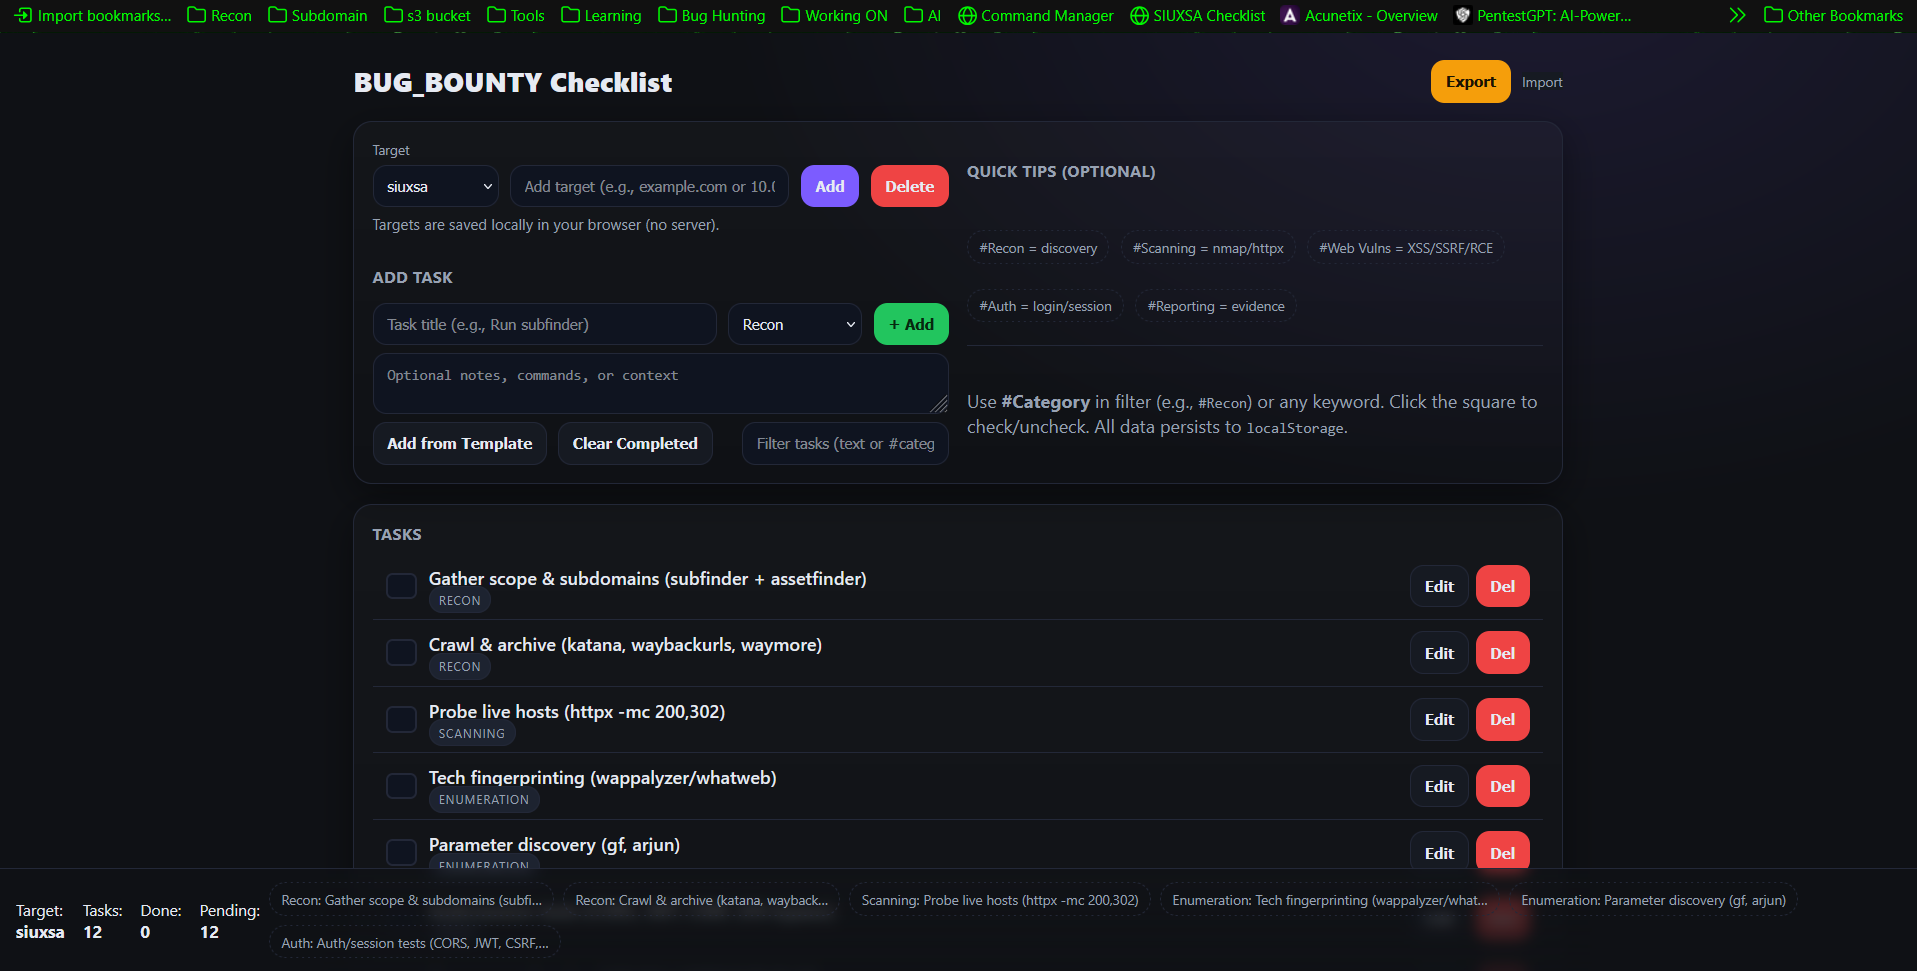 Import bookmarks... Recon Subdomain s3 bucket Tools Learning Bug Hunting Working ON AI Command Manager SIUXSA Checklist Acunetix - Overview PentestGPT: AI-Power... Other Bookmarks
BUG_BOUNTY Checklist
Export Import
Target
siuxsa Add target (e.g., example.com or 10.0 Add Delete
Targets are saved locally in your browser (no server).
ADD TASK
Task title (e.g., Run subfinder) Recon + Add
Optional notes, commands, or context
Add from Template Clear Completed Filter tasks (text or #categ
QUICK TIPS (OPTIONAL)
#Recon = discovery #Scanning = nmap/httpx #Web Vulns = XSS/SSRF/RCE
#Auth = login/session #Reporting = evidence
Use #Category in filter (e.g., #Recon) or any keyword. Click the square to
check/uncheck. All data persists to localStorage.
TASKS
Gather scope & subdomains (subfinder + assetfinder)
RECON
Edit Del
Crawl & archive (katana, waybackurls, waymore)
RECON
Edit Del
Probe live hosts (httpx -mc 200,302)
SCANNING
Edit Del
Tech fingerprinting (wappalyzer/whatweb)
ENUMERATION
Edit Del
Parameter discovery (gf, arjun)
ENUMERATION
Edit Del
Target: Tasks: Done: Pending:
siuxsa 12 0 12
Recon: Gather scope & subdomains (subfi... Recon: Crawl & archive (katana, wayback... Scanning: Probe live hosts (httpx -mc 200,302) Enumeration: Tech fingerprinting (wappalyzer/what... Enumeration: Parameter discovery (gf, arjun)
Auth: Auth/session tests (CORS, JWT, CSRF,...